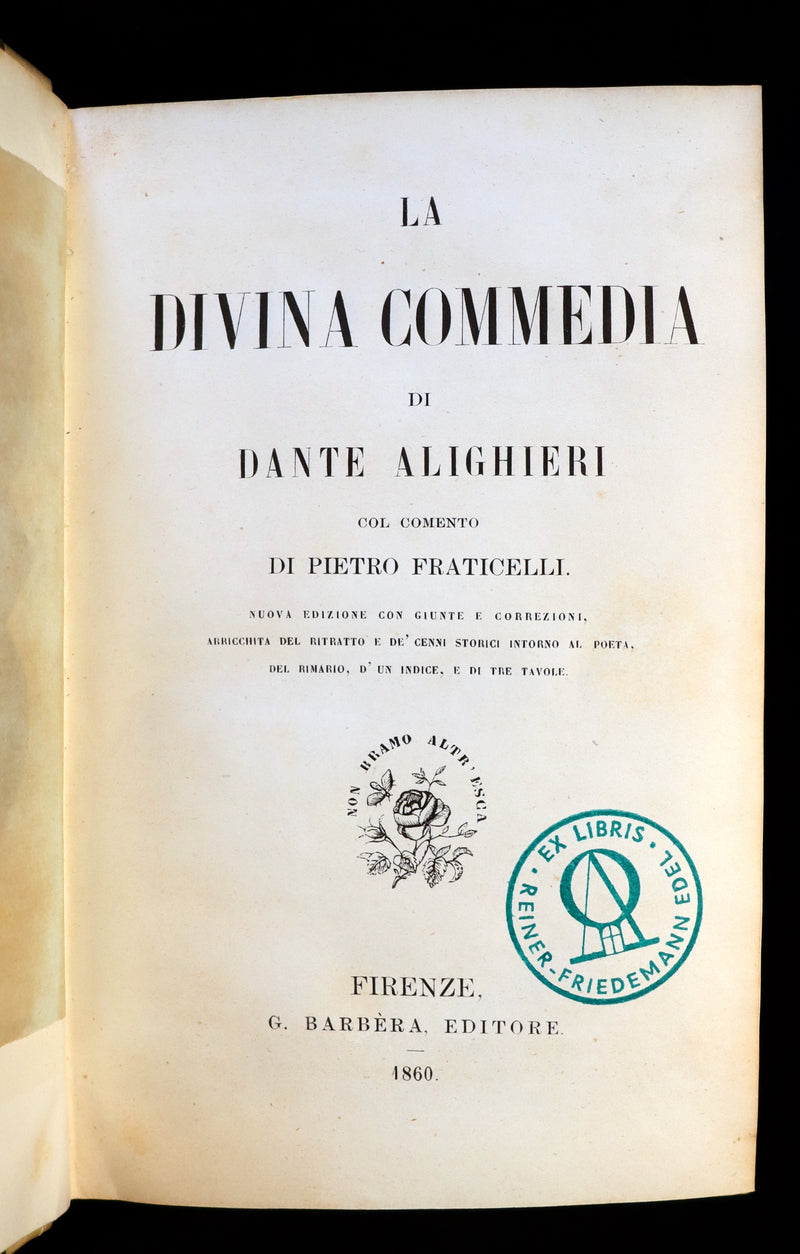 LA
DIVINA COMMEDIA
DI
DANTE ALIGHIERI
COL COMENTO
DI PIETRO FRATICELLI.
NUOVA EDIZIONE CON GIUNTE E CORREZIONI,
ARRICCHITA DEL RITRATTO E DE' CENNI STORICI INTORNO AL POETA,
DEL RIMARIO, D' UN INDICE, E DI TRE TAVOLE.
NON BRAMO ALTR' ESCA
• EX LIBRIS •
REINER-FRIEDEMANN EDEL
FIRENZE,
G. BARBÈRA, EDITORE.
1860.